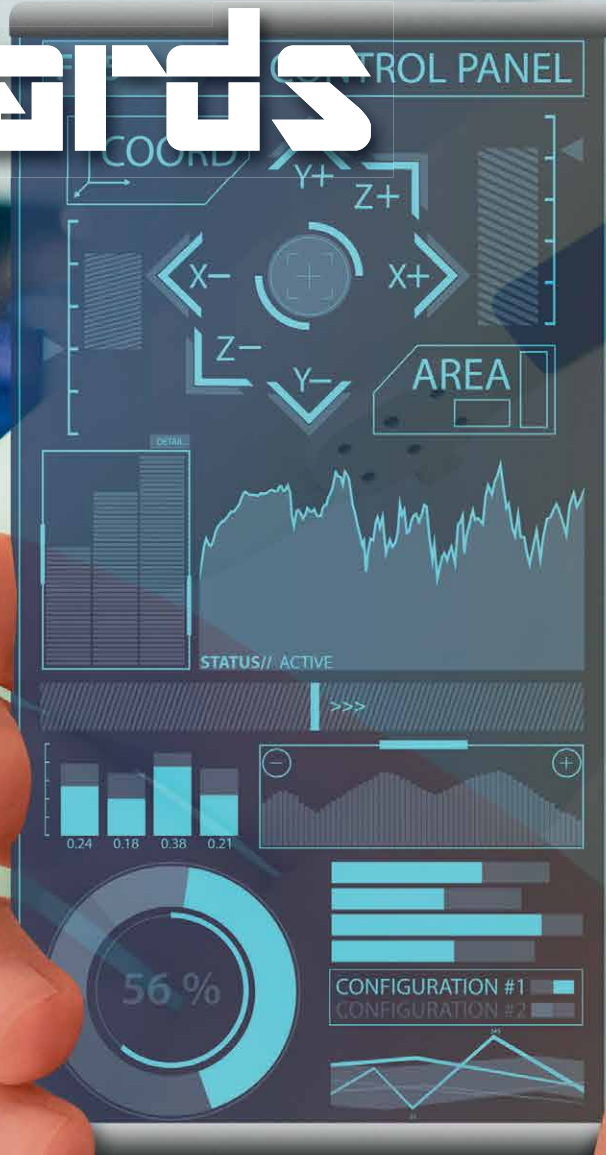 ards
CONTROL PANEL
COORD
Y+
Z+
X−
X+
Z−
Y−
AREA
DETAIL
STATUS// ACTIVE
>>>
− +
0.24 0.18 0.38 0.21
56 %
CONFIGURATION #1
CONFIGURATION #2